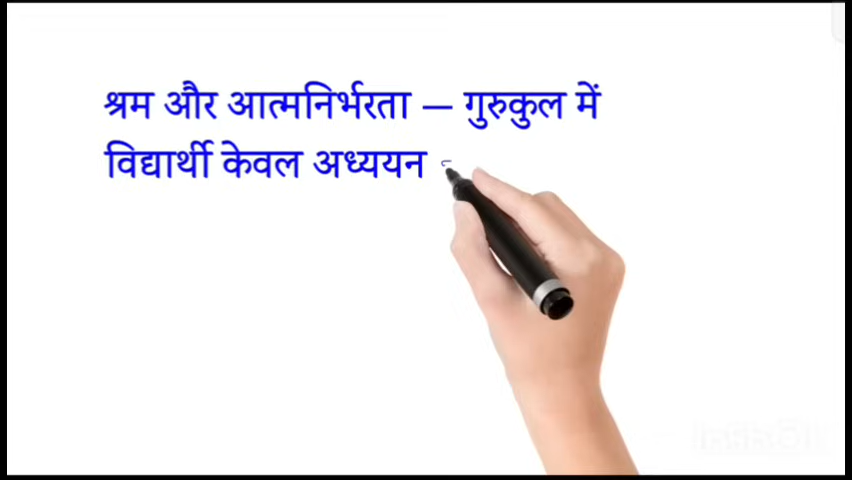 श्रम और आत्मनिर्भरता — गुरुकुल में
विद्यार्थी केवल अध्ययन